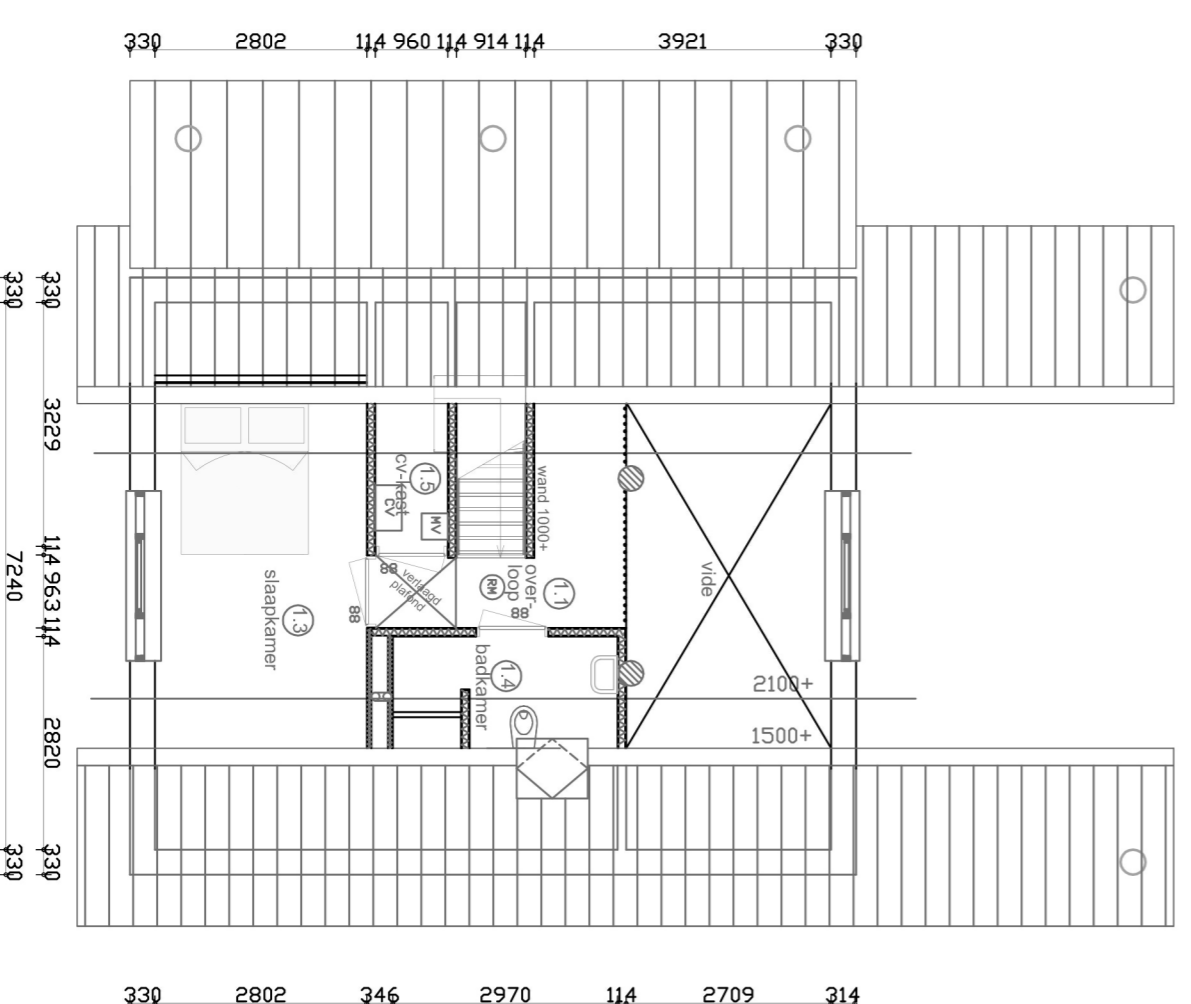 330 2802 114 960 114 914 114 3921 330
330
7240
330
330
3229
114 963 114
2820
330
1.5
cv-kast
CV
MV
wand 1000+
88
verlaagd
plafond
RM
over-
loop
1.1
88
88
slaapkamer
1.3
badkamer
1.4
vide
2100+
1500+
330 2802 346 2970 114 2709 314